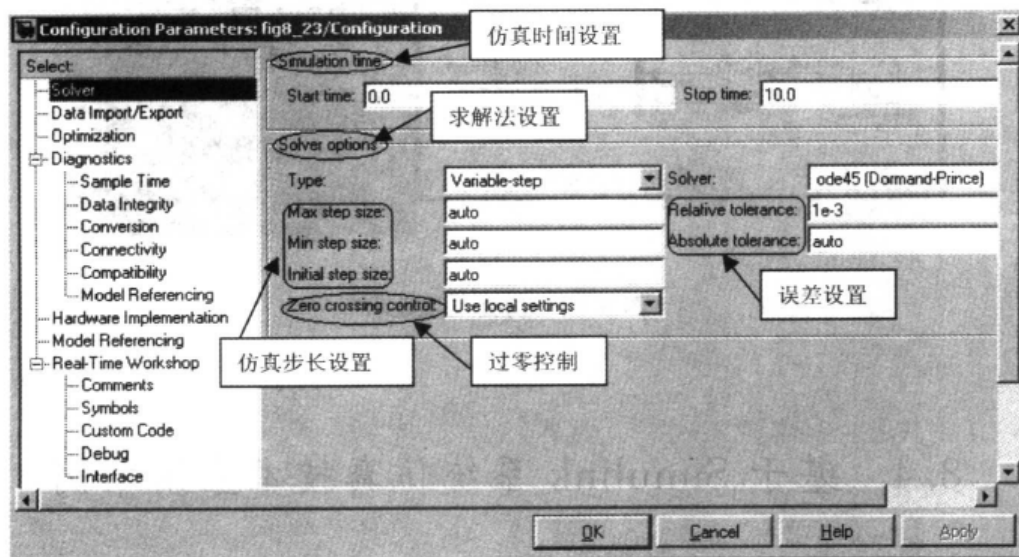 Configuration Parameters: fig8_23/Configuration
仿真时间设置
Select:
Solver
Data Import/Export
Optimization
Diagnostics
Sample Time
Data Integrity
Conversion
Connectivity
Compatibility
Model Referencing
Hardware Implementation
Model Referencing
Real-Time Workshop
Comments
Symbols
Custom Code
Debug
Interface
Simulation time
Start time: 0.0
Stop time: 10.0
求解法设置
Solver options
Type: Variable-step
Solver: ode45 (Dormand-Prince)
Max step size: auto
Relative tolerance: 1e-3
Min step size: auto
Absolute tolerance: auto
Initial step size: auto
Zero crossing control: Use local settings
误差设置
仿真步长设置
过零控制
OK
Cancel
Help
Apply